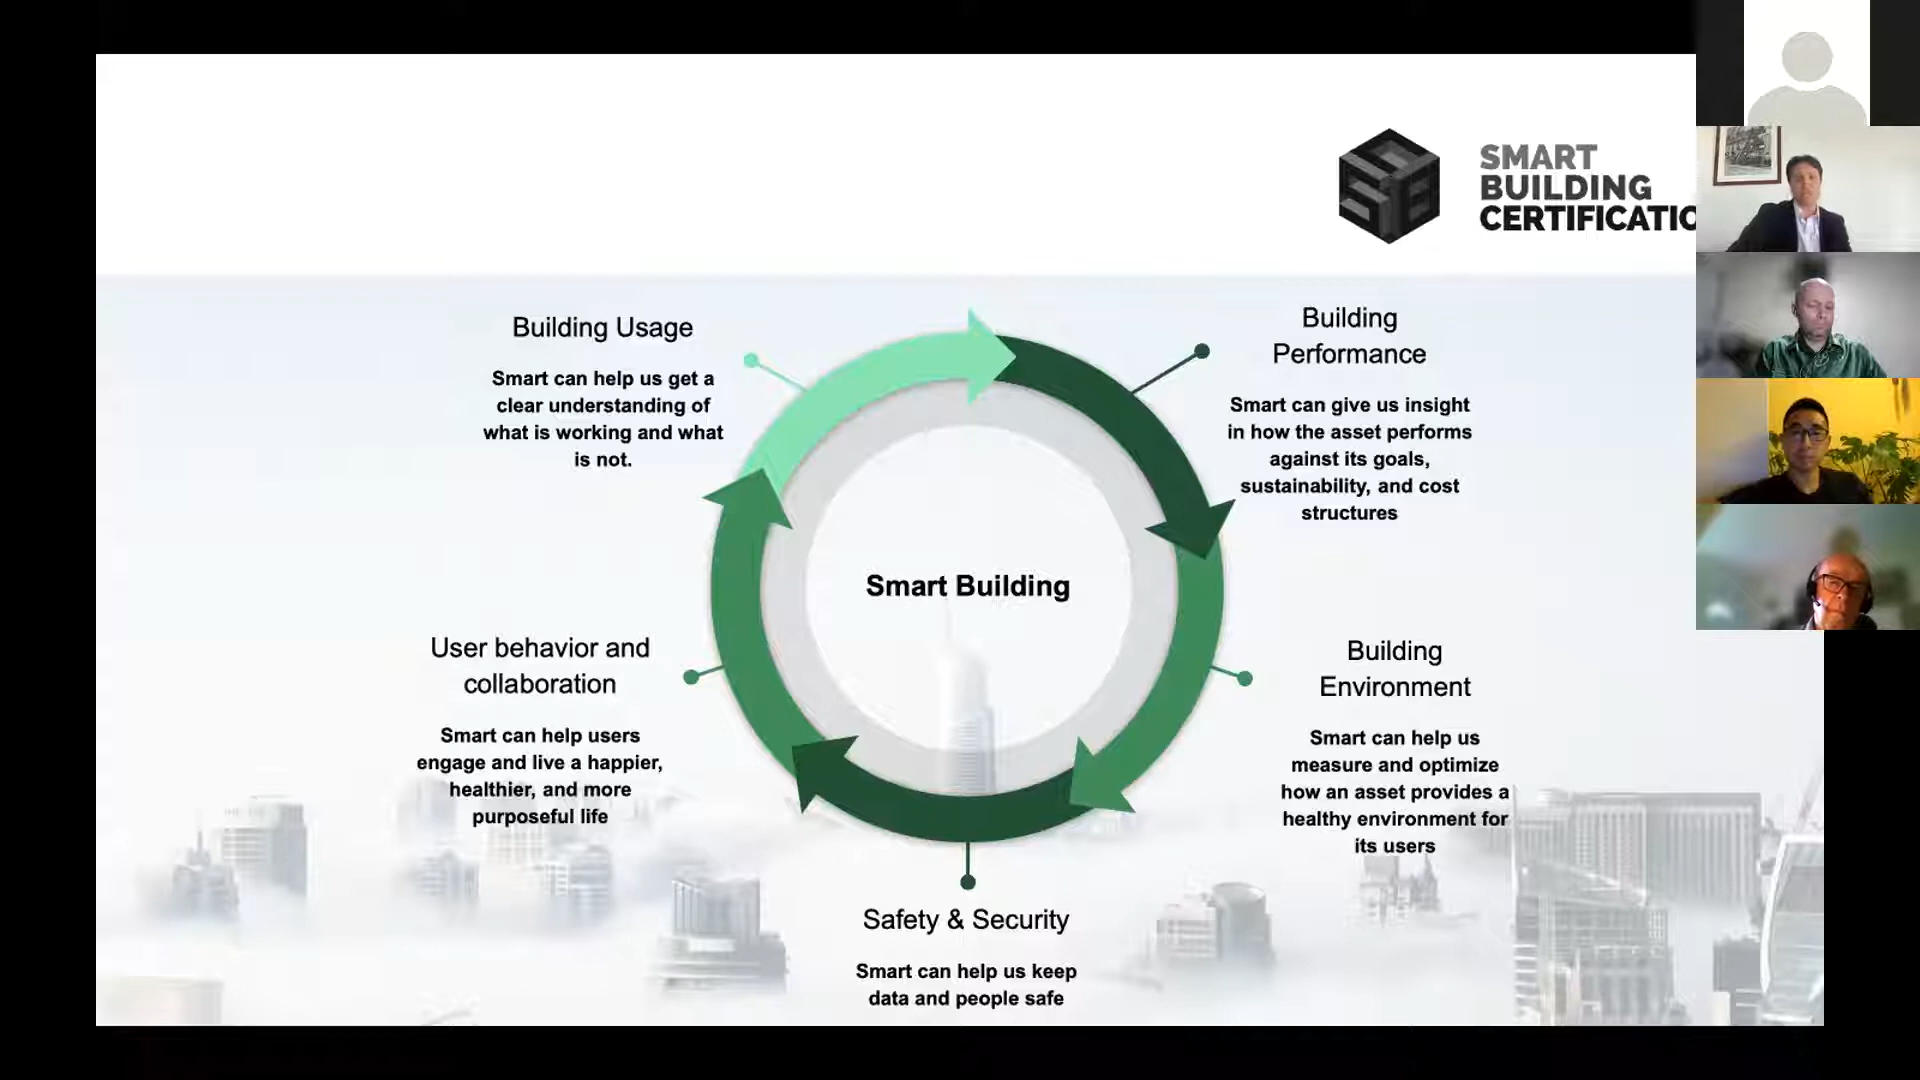 SMART
BUILDING
CERTIFICATIO
Building Usage
Smart can help us get a
clear understanding of
what is working and what
is not.
Building
Performance
Smart can give us insight
in how the asset performs
against its goals,
sustainability, and cost
structures
Smart Building
User behavior and
collaboration
Smart can help users
engage and live a happier,
healthier, and more
purposeful life
Building
Environment
Smart can help us
measure and optimize
how an asset provides a
healthy environment for
its users
Safety & Security
Smart can help us keep
data and people safe